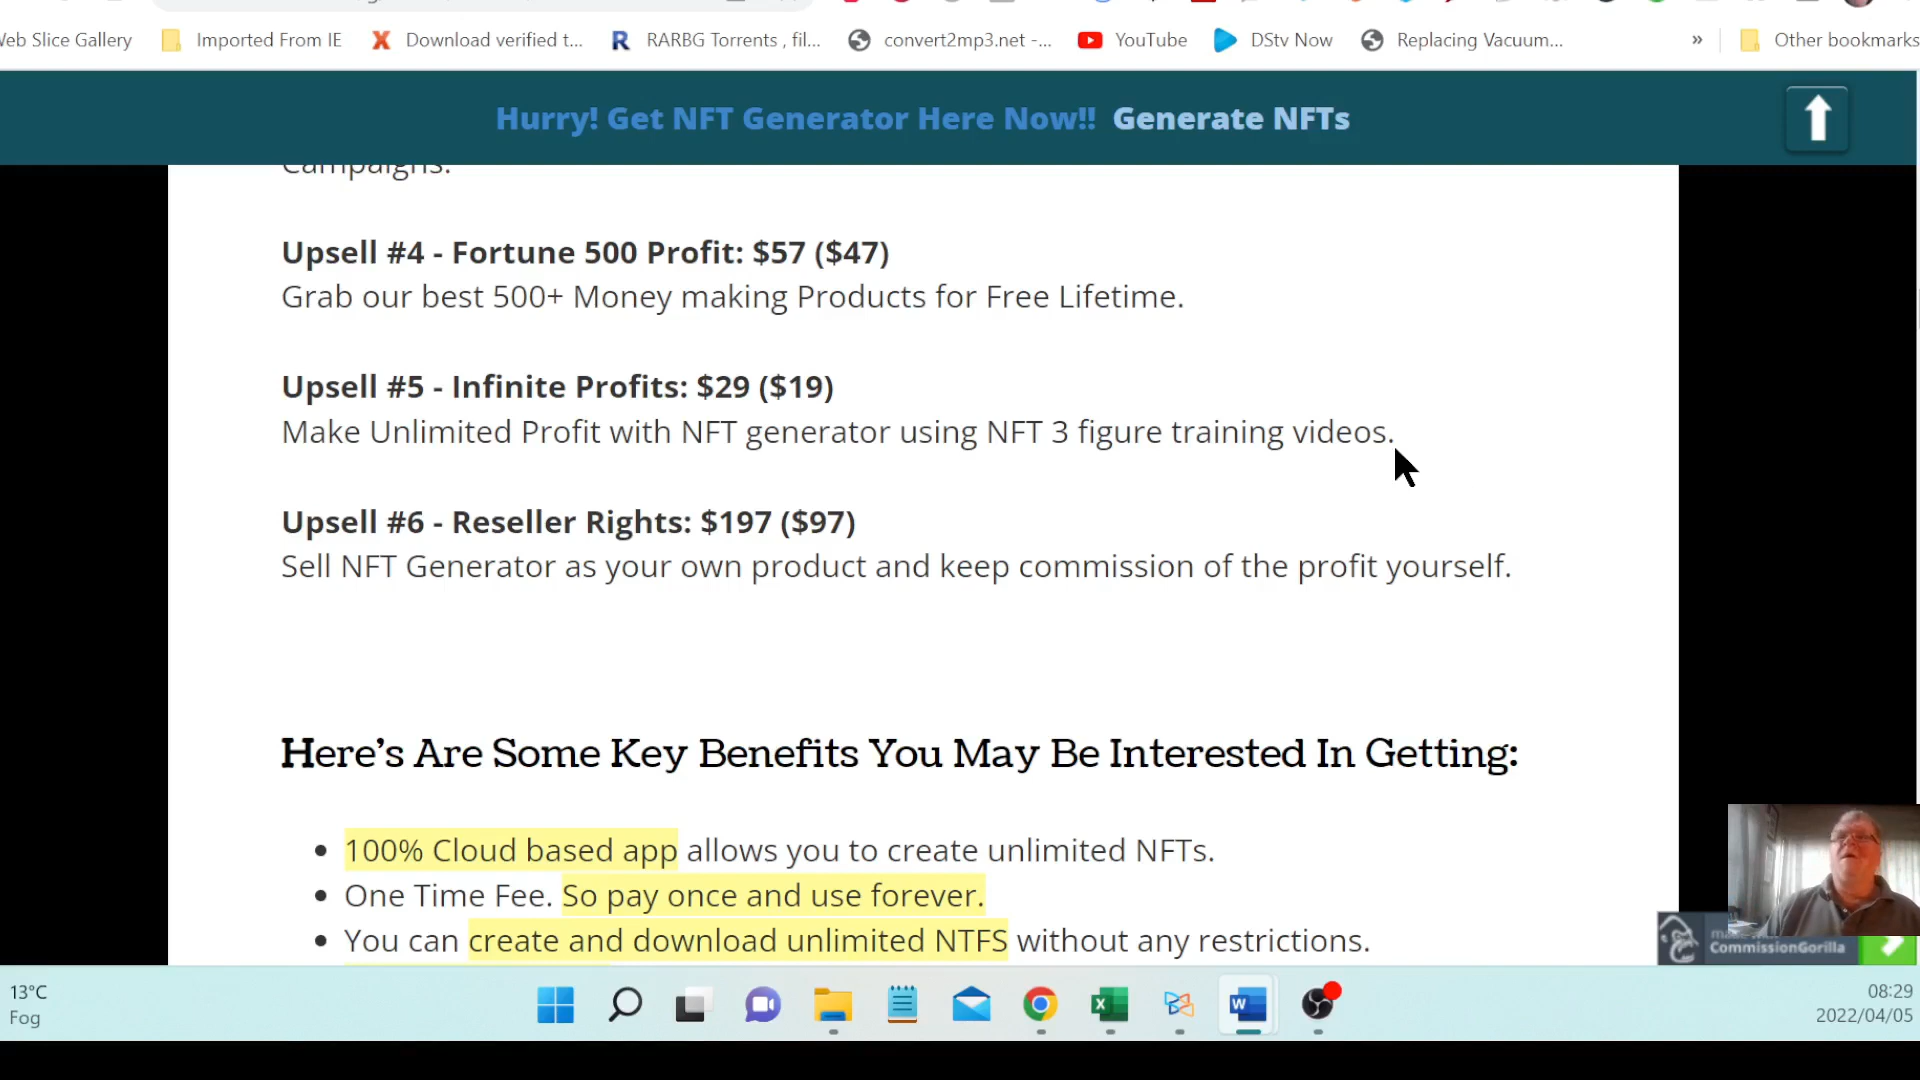 Web Slice Gallery Imported From IE Download verified t... RARBG Torrents , fil... convert2mp3.net -... YouTube DStv Now Replacing Vacuum... » Other bookmarks
Hurry! Get NFT Generator Here Now!! Generate NFTs
Campaigns.
Upsell #4 - Fortune 500 Profit: $57 ($47)
Grab our best 500+ Money making Products for Free Lifetime.
Upsell #5 - Infinite Profits: $29 ($19)
Make Unlimited Profit with NFT generator using NFT 3 figure training videos.
Upsell #6 - Reseller Rights: $197 ($97)
Sell NFT Generator as your own product and keep commission of the profit yourself.
Here's Are Some Key Benefits You May Be Interested In Getting:
100% Cloud based app allows you to create unlimited NFTs.
One Time Fee. So pay once and use forever.
You can create and download unlimited NTFS without any restrictions.
CommissionGorilla
13°C
Fog
08:29
2022/04/05